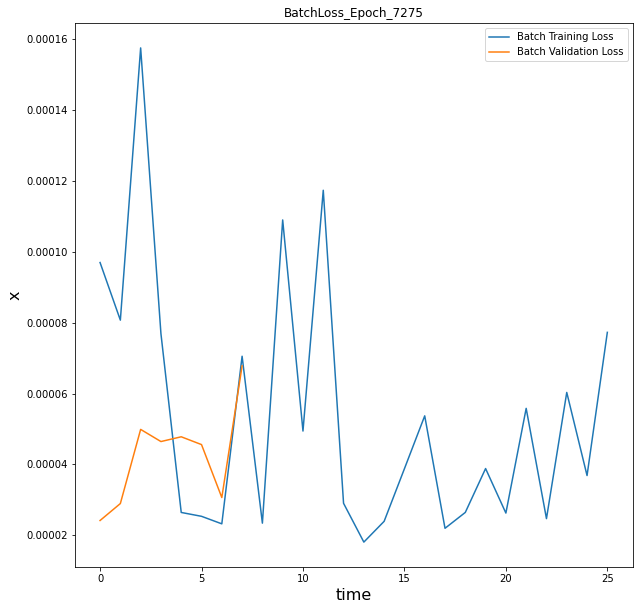 BatchLoss_Epoch_7275
Batch Training Loss
Batch Validation Loss
0.00016
0.00014
0.00012
0.00010
0.00008
0.00006
0.00004
0.00002
x
0 5 10 15 20 25
time